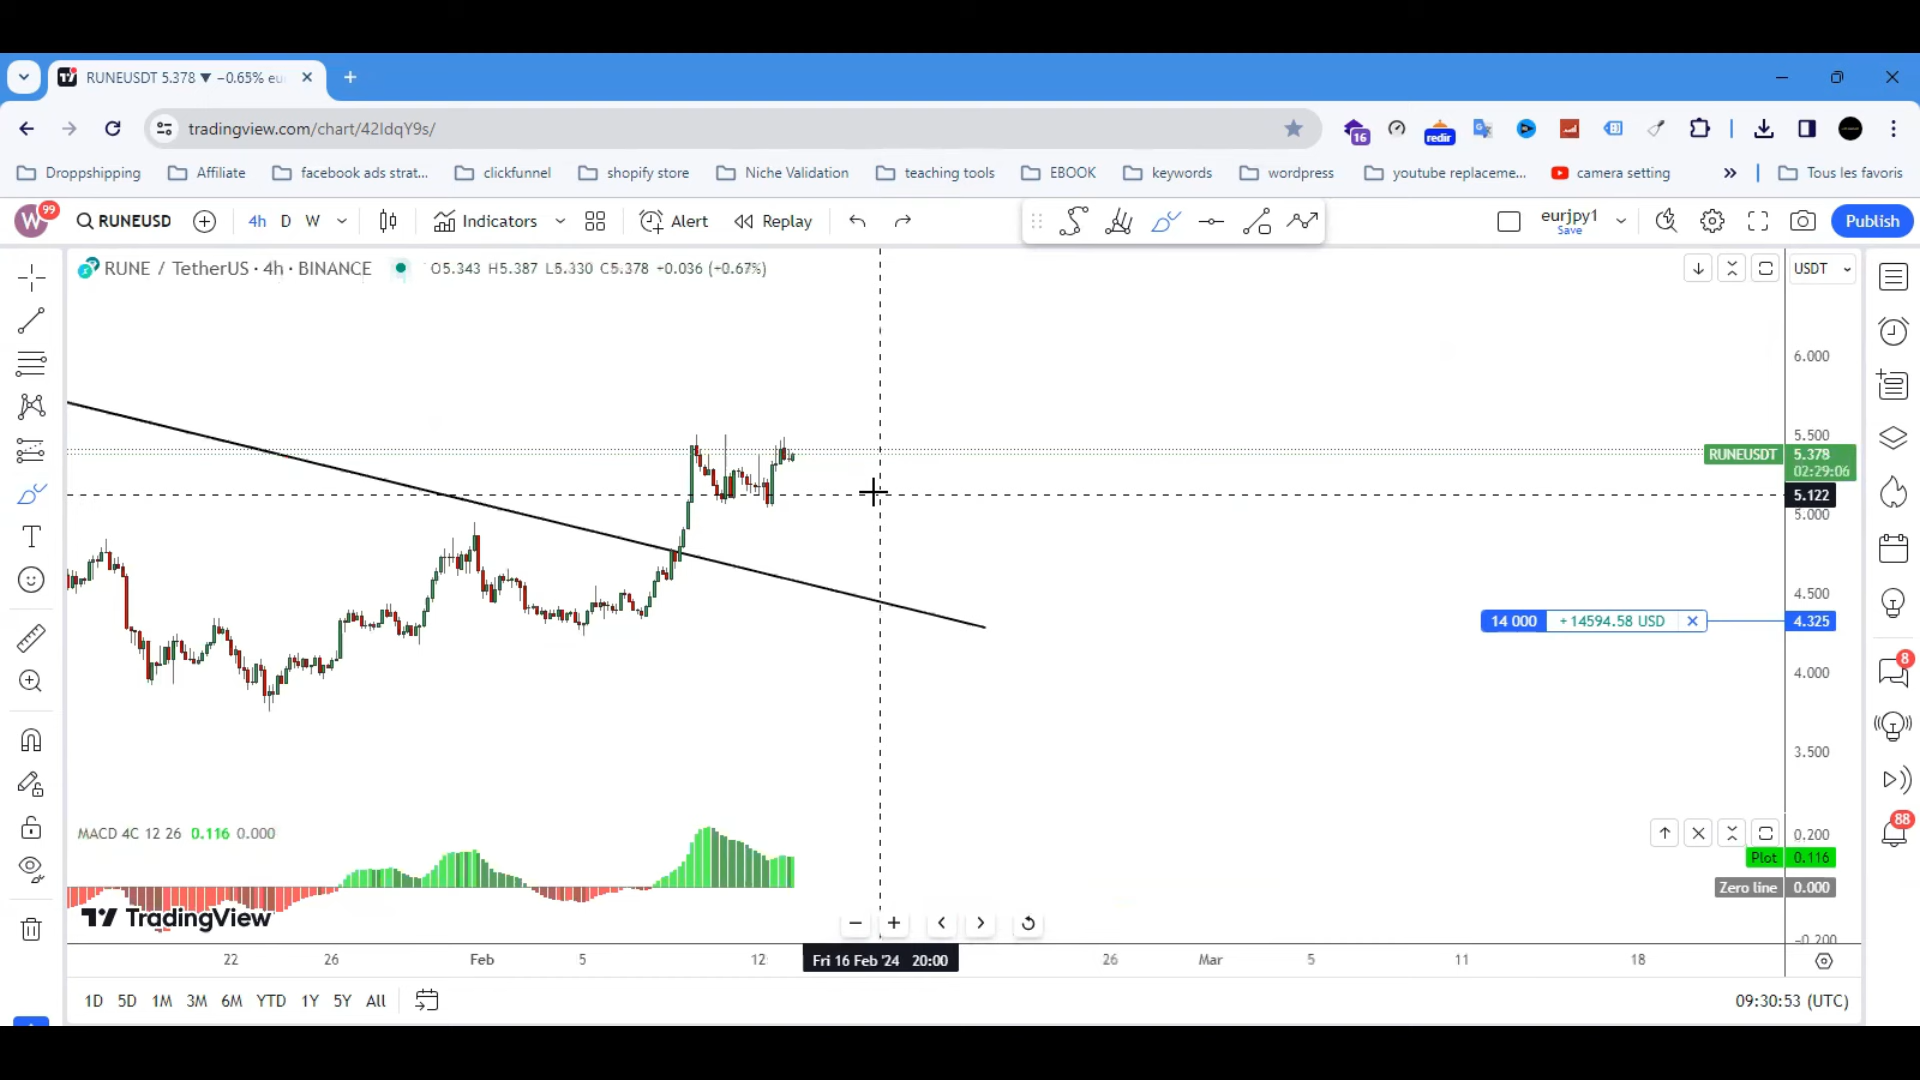 RUNEUSDT 5.378 ▼ −0.65% eu
tradingview.com/chart/42IdqY9s/
16
redir
Droppshipping Affiliate facebook ads strat... clickfunnel shopify store Niche Validation teaching tools EBOOK keywords wordpress youtube replaceme... camera setting » Tous les favoris
W 99 RUNEUSD 4h D W Indicators Alert Replay eurjpy1 Save Publish
RUNE / TetherUS · 4h · BINANCE O5.343 H5.387 L5.330 C5.378 +0.036 (+0.67%) USDT
6.000
5.500
RUNEUSDT 5.378
02:29:06
5.122
5.000
4.500
14 000 +14594.58 USD 4.325
4.000
8
3.500
MACD 4C 12 26 0.116 0.000 0.200
88
Plot 0.116
Zero line 0.000
TradingView
−0.200
22 26 Feb 5 12 Fri 16 Feb '24 20:00 26 Mar 5 11 18
1D 5D 1M 3M 6M YTD 1Y 5Y All 09:30:53 (UTC)